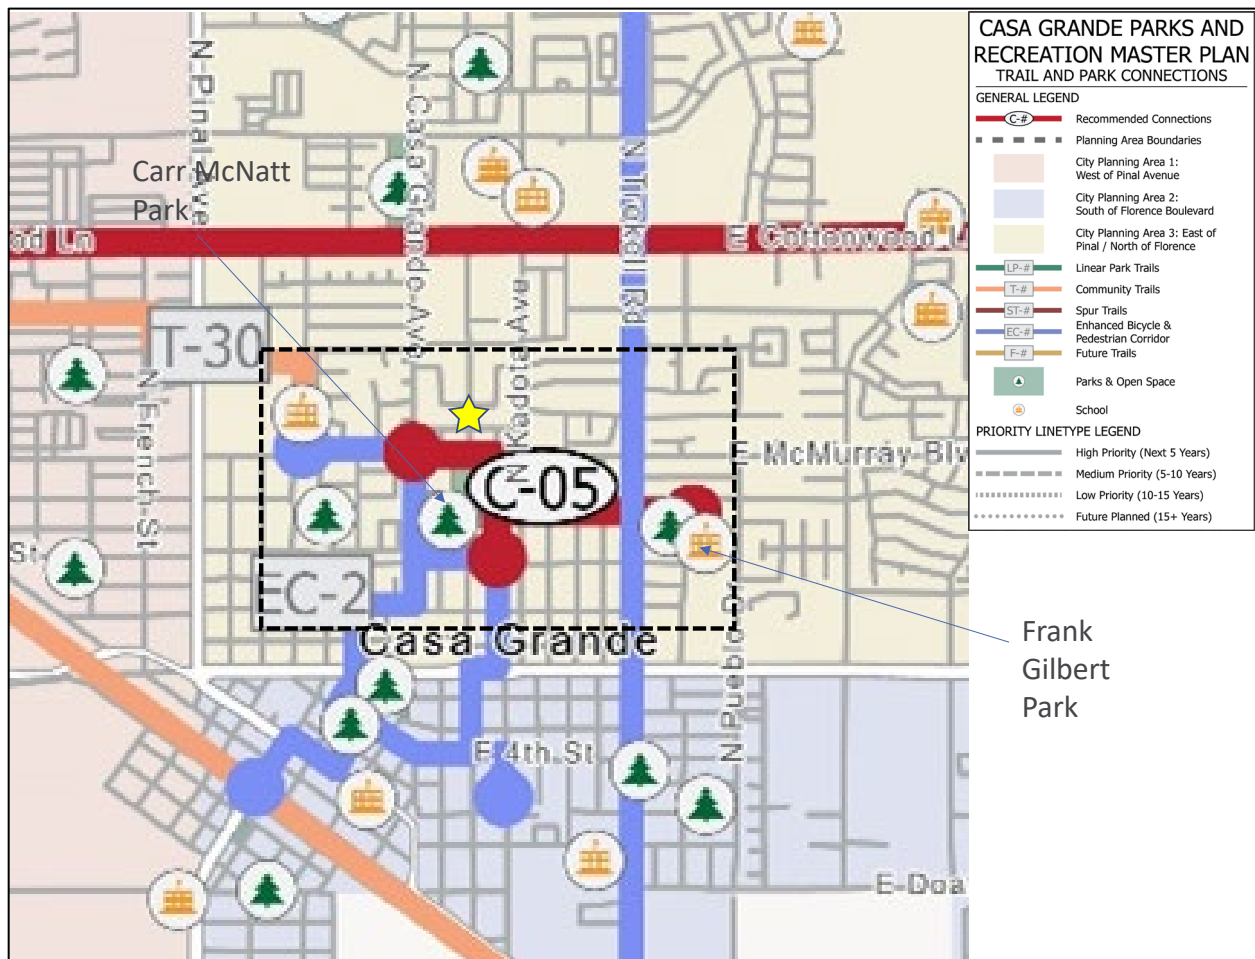 CASA GRANDE PARKS AND
RECREATION MASTER PLAN
TRAIL AND PARK CONNECTIONS
GENERAL LEGEND
C-# Recommended Connections
Planning Area Boundaries
City Planning Area 1:
West of Pinal Avenue
City Planning Area 2:
South of Florence Boulevard
City Planning Area 3: East of
Pinal / North of Florence
LP-# Linear Park Trails
T-# Community Trails
ST-# Spur Trails
EC-# Enhanced Bicycle &
Pedestrian Corridor
F-# Future Trails
Parks & Open Space
School
PRIORITY LINETYPE LEGEND
High Priority (Next 5 Years)
Medium Priority (5-10 Years)
Low Priority (10-15 Years)
Future Planned (15+ Years)
N Pinal Ave
N Casa Grande Ave
N Trekell Rd
Carr McNatt
Park
od Ln
E Cottonwood L
N Kadota Ave
T-30
N French St
E McMurray Blv
C-05
St
EC-2
Casa Grande
N Pueblo Dr
E 4th St
E Doa
Frank
Gilbert
Park